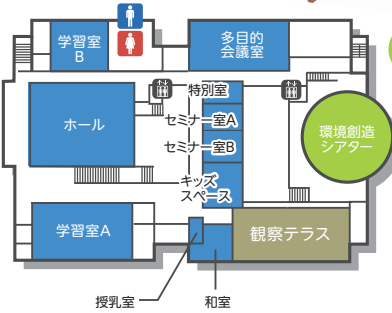 学習室
B
多目的
会議室
特別室
ホール
セミナー室A
セミナー室B
環境創造
シアター
キッズ
スペース
学習室A
観察テラス
授乳室
和室